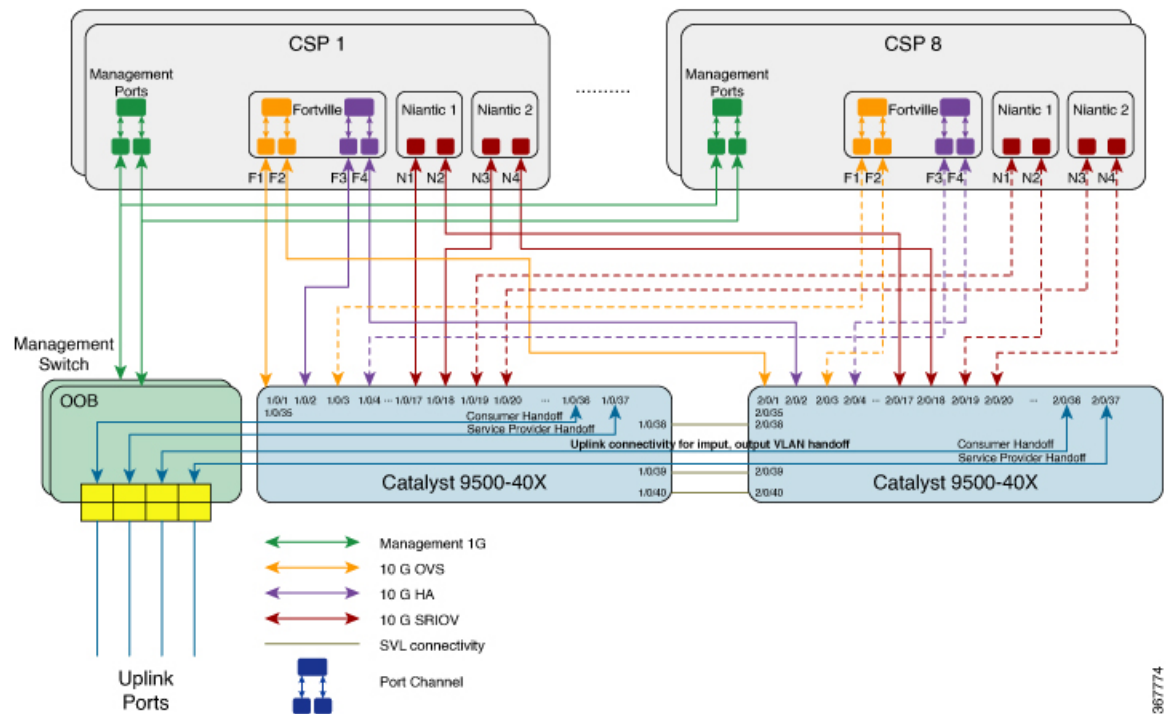 CSP 1
CSP 8
Management
Ports
Fortville
Niantic 1
Niantic 2
..........
Management
Ports
Fortville
Niantic 1
Niantic 2
F1 F2
F3 F4
N1 N2
N3 N4
F1 F2
F3 F4
N1 N2
N3 N4
Management
Switch
OOB
1/0/1 1/0/2 1/0/3 1/0/4 ... 1/0/17 1/0/18 1/0/19 1/0/20 ... 1/0/36 1/0/37
1/0/35
Consumer Handoff
Service Provider Handoff
1/0/38
2/0/1 2/0/2 2/0/3 2/0/4 ... 2/0/17 2/0/18 2/0/19 2/0/20 ... 2/0/36 2/0/37
2/0/35
2/0/38
Uplink connectivity for imput, output VLAN handoff
Consumer Handoff
Service Provider Handoff
1/0/39
2/0/39
Catalyst 9500-40X
1/0/40
2/0/40
Catalyst 9500-40X
Management 1G
10 G OVS
10 G HA
10 G SRIOV
SVL connectivity
Port Channel
Uplink
Ports
367774